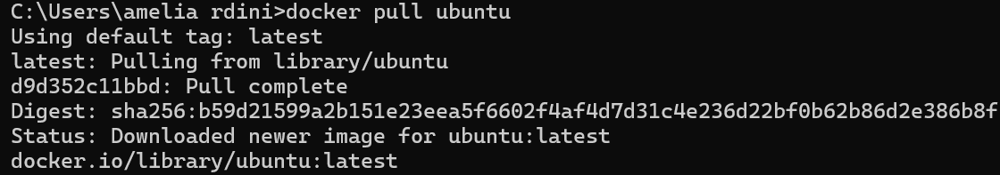 C:\Users\amelia rdini>docker pull ubuntu
Using default tag: latest
latest: Pulling from library/ubuntu
d9d352c11bbd: Pull complete
Digest: sha256:b59d21599a2b151e23eea5f6602f4af4d7d31c4e236d22bf0b62b86d2e386b8f
Status: Downloaded newer image for ubuntu:latest
docker.io/library/ubuntu:latest